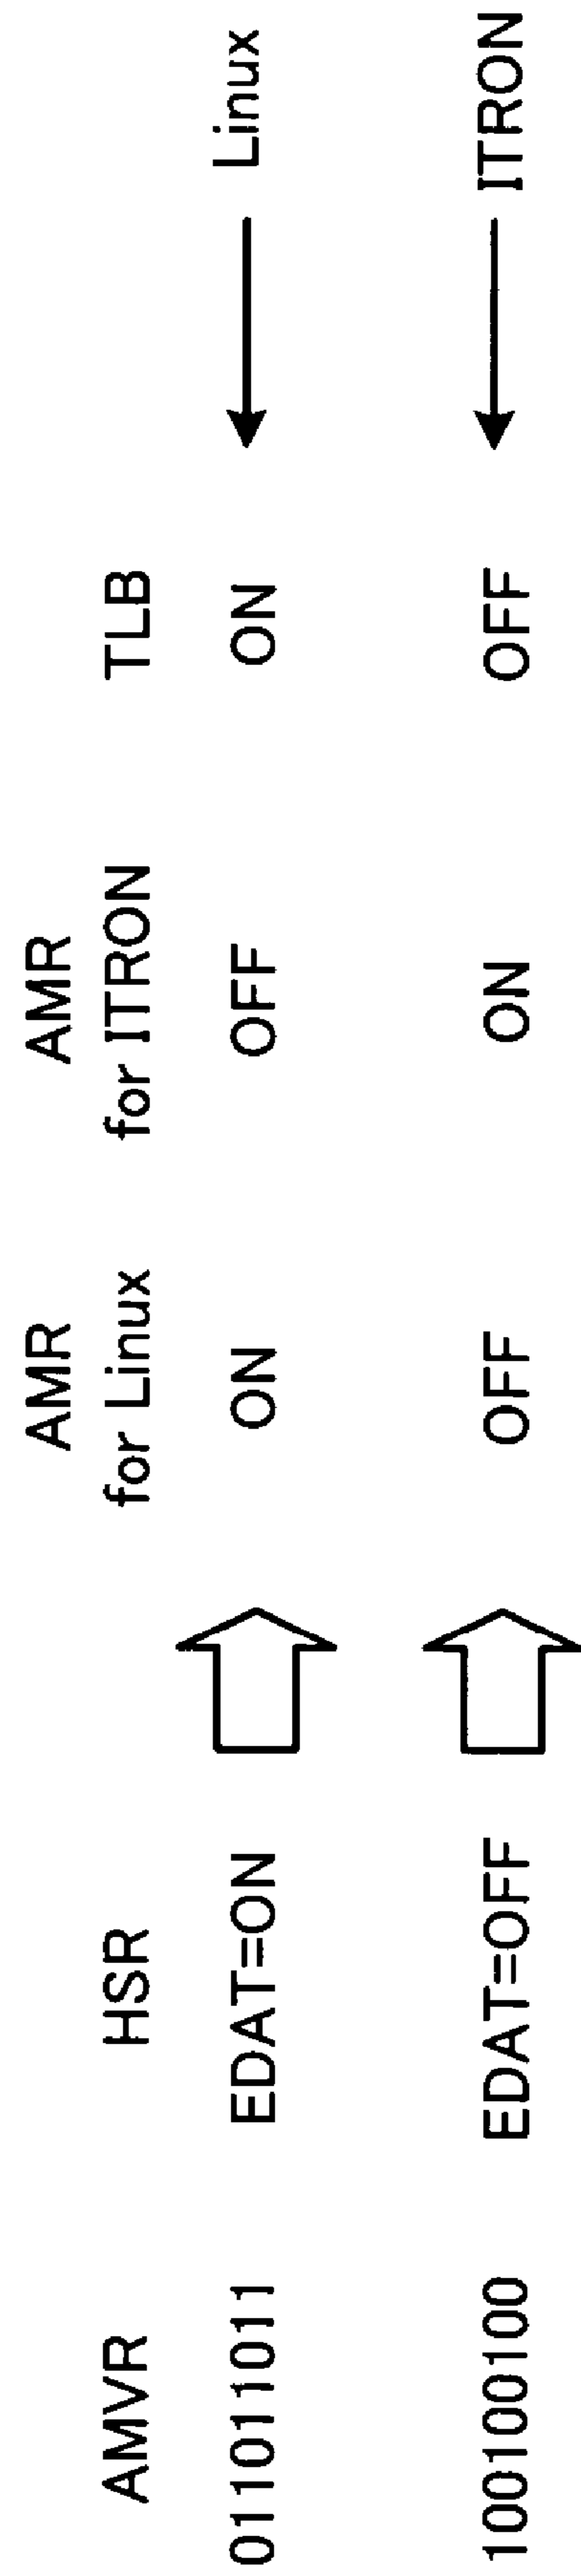 AMVR HSR AMR for Linux AMR for ITRON TLB
011011011 EDAT=ON ON OFF ON Linux
100100100 EDAT=OFF OFF ON OFF ITRON